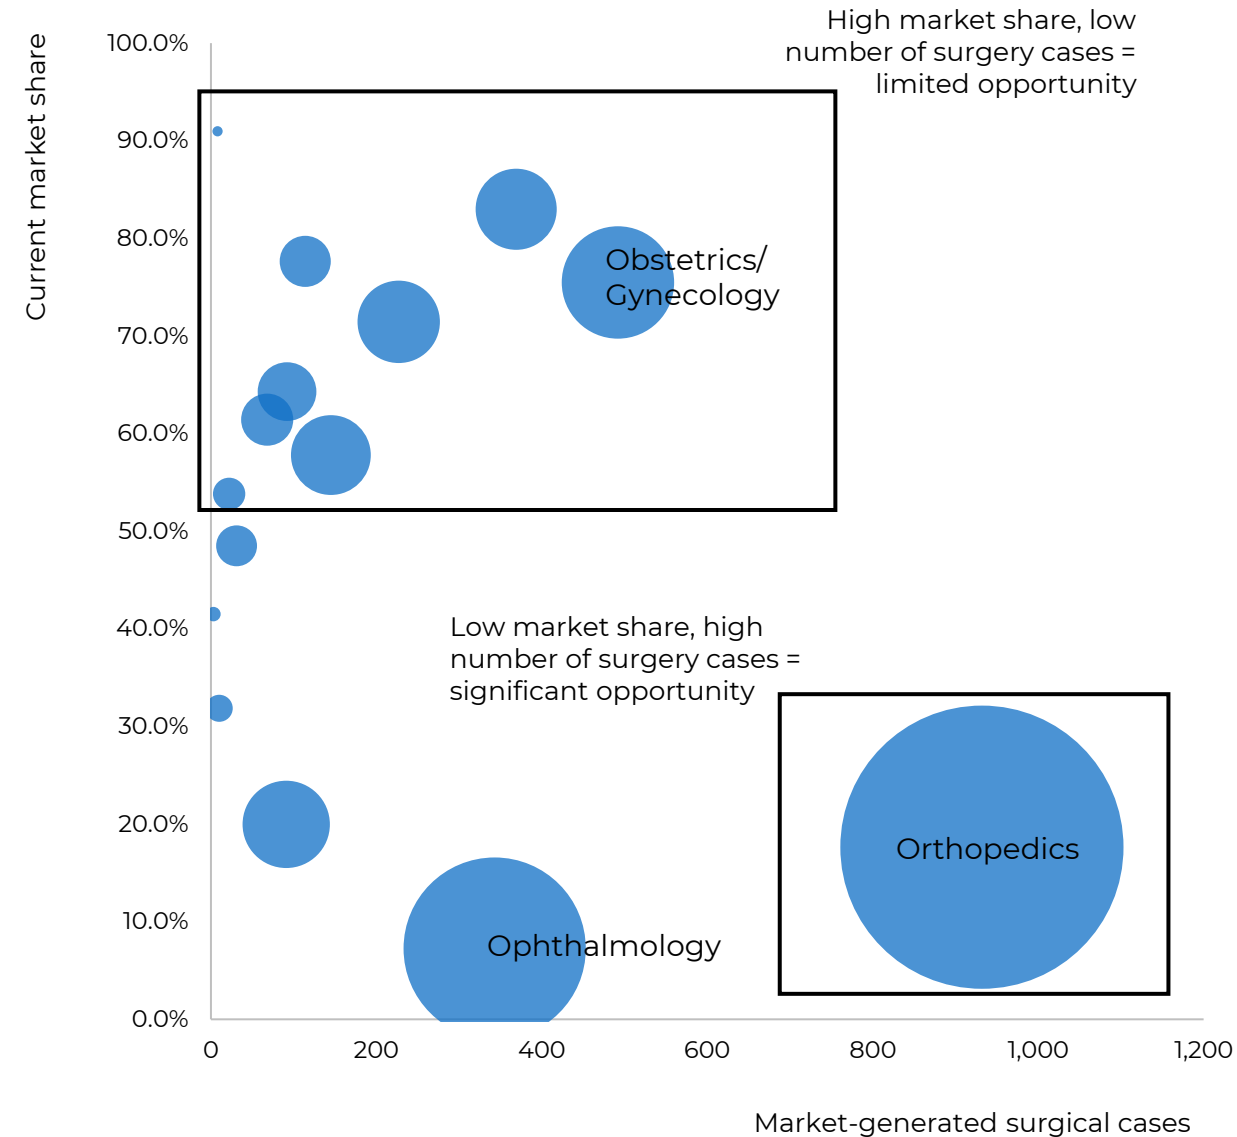 High market share, low
number of surgery cases =
limited opportunity
Current market share
100.0%
90.0%
80.0%
70.0%
60.0%
50.0%
40.0%
30.0%
20.0%
10.0%
0.0%
Obstetrics/
Gynecology
Low market share, high
number of surgery cases =
significant opportunity
Orthopedics
Ophthalmology
0
200
400
600
800
1,000
1,200
Market-generated surgical cases